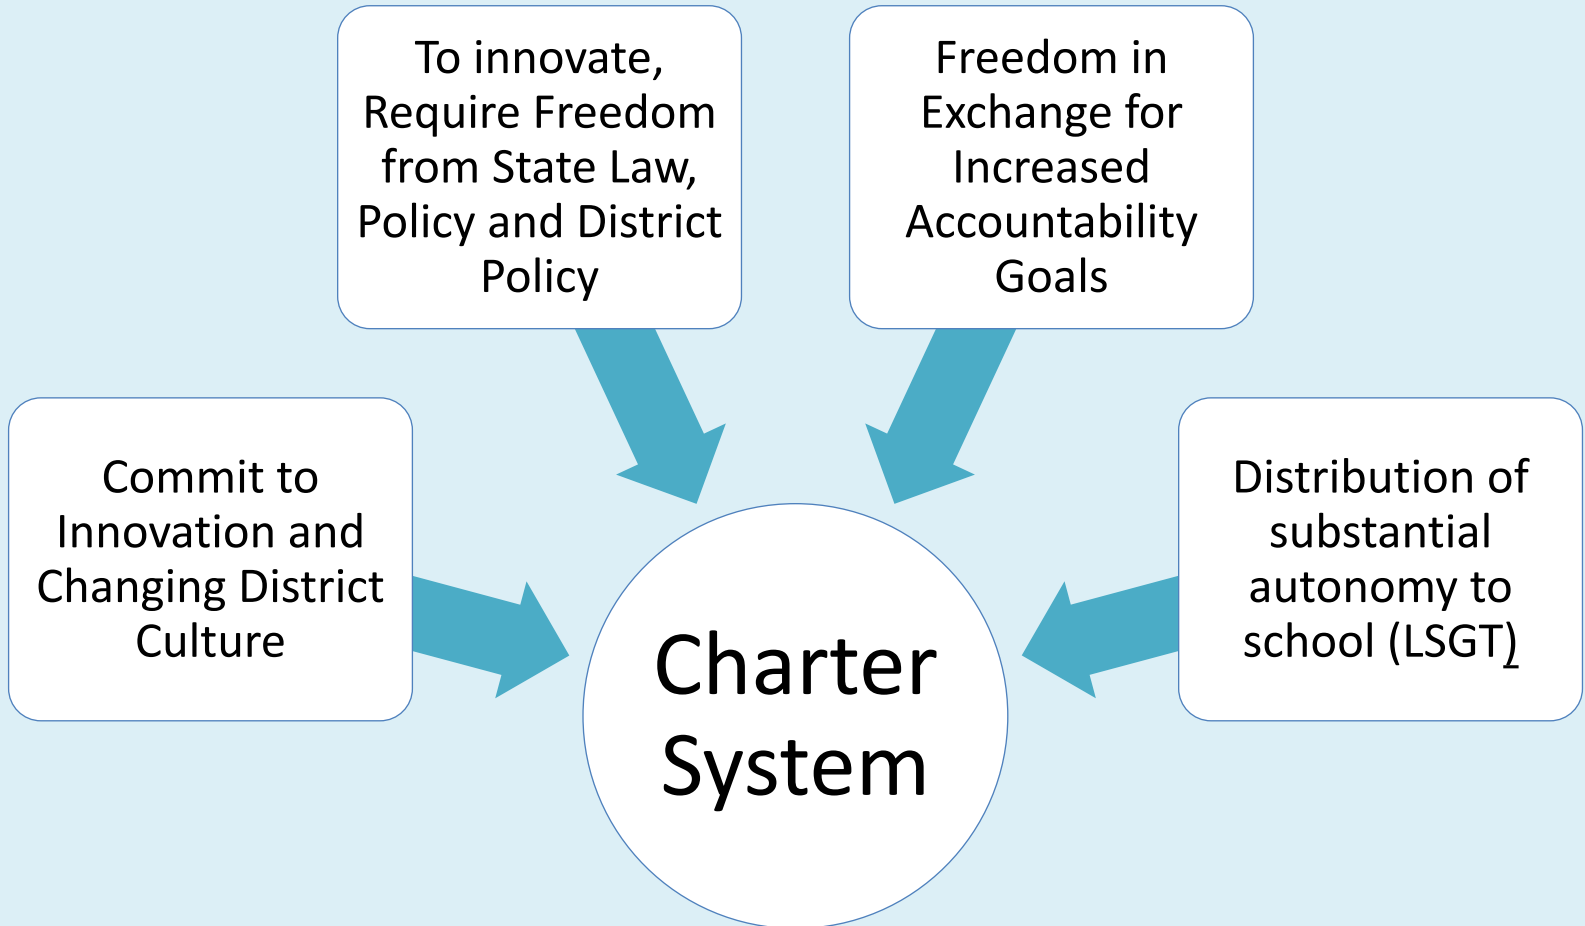 To innovate,
Require Freedom
from State Law,
Policy and District
Policy
Freedom in
Exchange for
Increased
Accountability
Goals
Commit to
Innovation and
Changing District
Culture
Distribution of
substantial
autonomy to
school (LSGT)
Charter
System